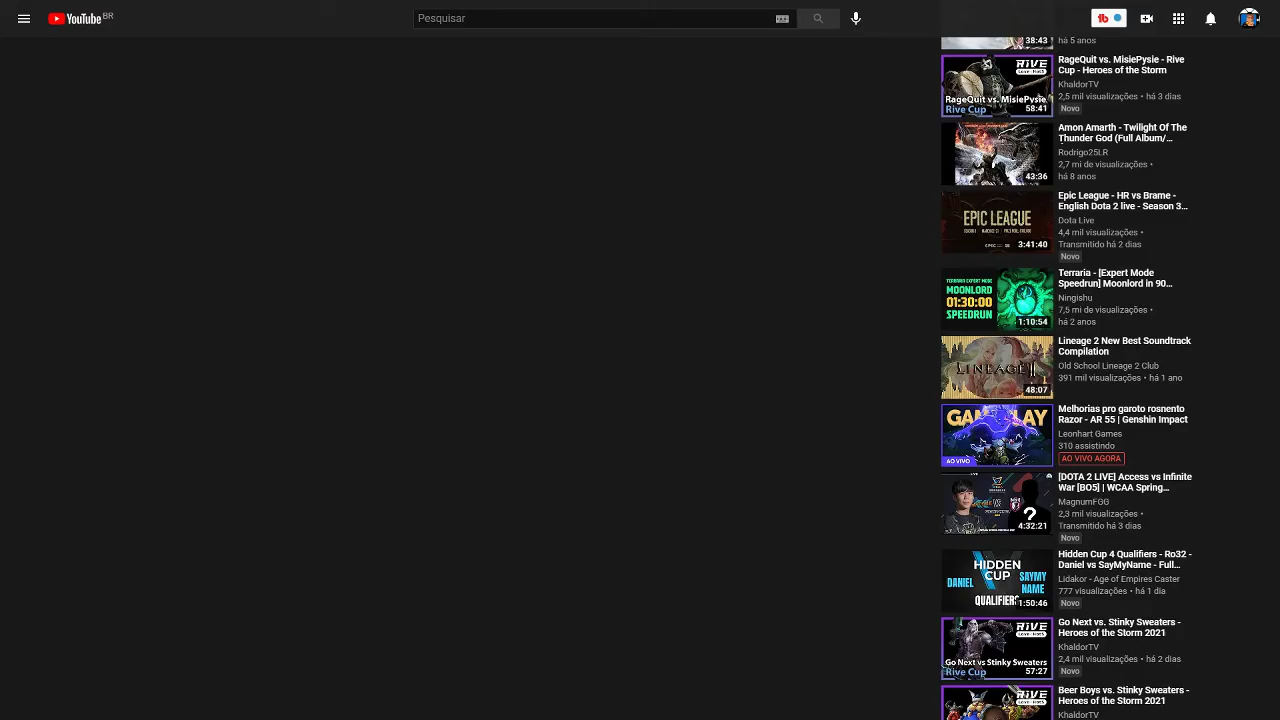 YouTube BR
Pesquisar
38:43
há 5 anos
RIVE
RageQuit vs. MisiePysie
Rive Cup
58:41
RageQuit vs. MisiePysie - Rive
Cup - Heroes of the Storm
KhaldorTV
2,5 mil visualizações • há 3 dias
Novo
43:36
Amon Amarth - Twilight Of The
Thunder God (Full Album/...
Rodrigo25LR
2,7 mi de visualizações •
há 8 anos
EPIC LEAGUE
3:41:40
Epic League - HR vs Brame -
English Dota 2 live - Season 3...
Dota Live
4,4 mil visualizações •
Transmitido há 2 dias
Novo
TERRARIA EXPERT MODE
MOONLORD
01:30:00
SPEEDRUN
1:10:54
Terraria - [Expert Mode
Speedrun] Moonlord in 90...
Ningishu
7,5 mi de visualizações •
há 2 anos
LINEAGE II
48:07
Lineage 2 New Best Soundtrack
Compilation
Old School Lineage 2 Club
391 mil visualizações • há 1 ano
GAMEPLAY
AO VIVO
Melhorias pro garoto rosnento
Razor - AR 55 | Genshin Impact
Leonhart Games
310 assistindo
AO VIVO AGORA
?
4:32:21
[DOTA 2 LIVE] Access vs Infinite
War [BO5] | WCAA Spring...
MagnumFGG
2,3 mil visualizações •
Transmitido há 3 dias
Novo
HIDDEN
CUP
DANIEL
SAYMY
NAME
QUALIFIERS
1:50:46
Hidden Cup 4 Qualifiers - Ro32 -
Daniel vs SayMyName - Full...
Lidakor - Age of Empires Caster
777 visualizações • há 1 dia
Novo
RIVE
Go Next vs Stinky Sweaters
Rive Cup
57:27
Go Next vs. Stinky Sweaters -
Heroes of the Storm 2021
KhaldorTV
2,4 mil visualizações • há 2 dias
Novo
RIVE
Beer Boys vs. Stinky Sweaters -
Heroes of the Storm 2021
KhaldorTV